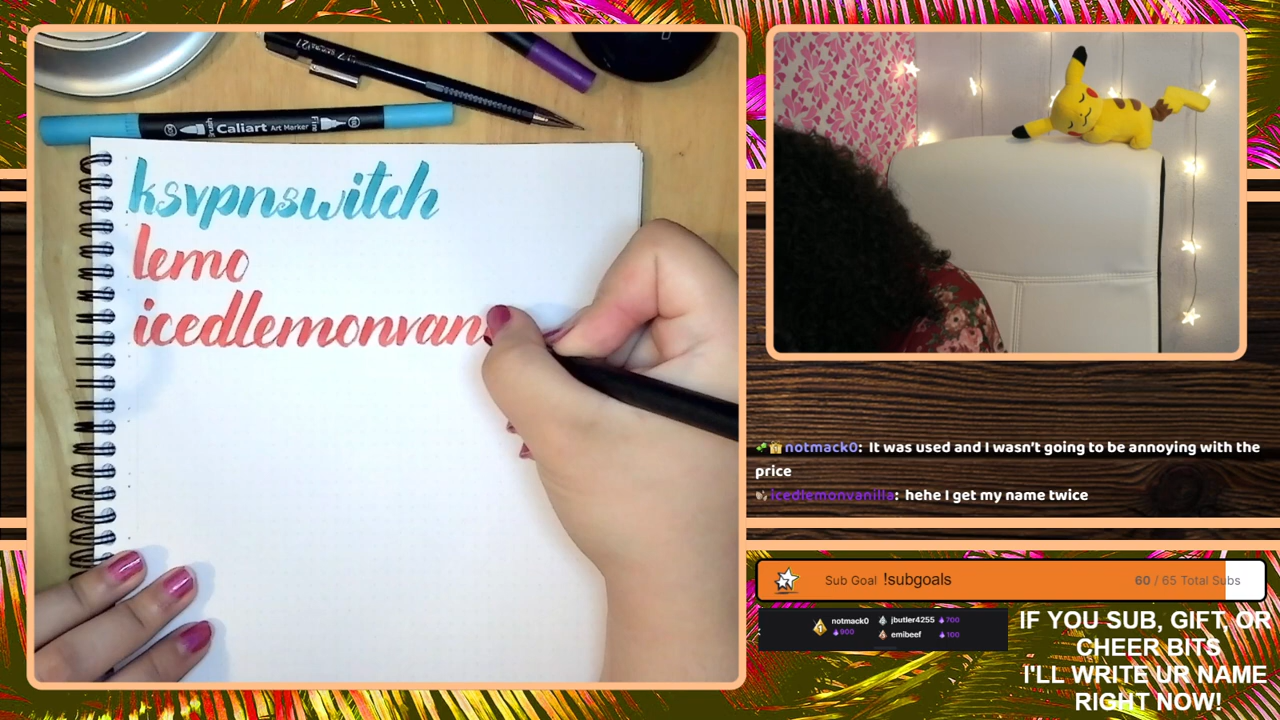 Caliart Art Marker
ksvpnswitch
lemo
icedlemonvan
notmack0: It was used and I wasn't going to be annoying with the
price
icedlemonvanilla: hehe I get my name twice
Sub Goal !subgoals
60 / 65 Total Subs
1 notmack0 900
jbutler4255 700
emibeef 100
IF YOU SUB, GIFT, OR
CHEER BITS
I'LL WRITE UR NAME
RIGHT NOW!